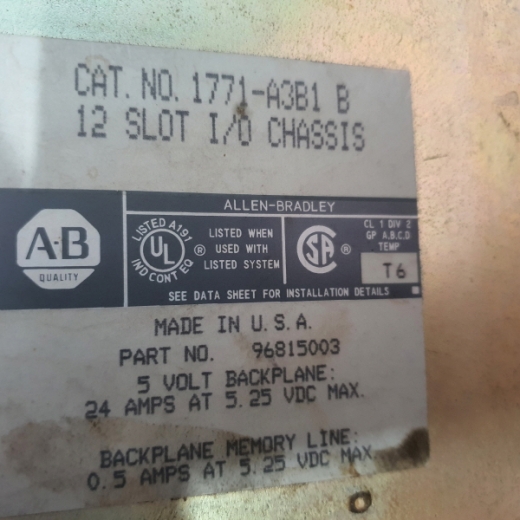 CAT. NO. 1771-A3B1 B
12 SLOT I/O CHASSIS
ALLEN-BRADLEY
A-B
QUALITY
LISTED A191
UL
®
IND CONT EQ
LISTED WHEN
USED WITH
LISTED SYSTEM
SA
®
CL 1 DIV 2
GP A,B,C,D
TEMP
T6
SEE DATA SHEET FOR INSTALLATION DETAILS
MADE IN U.S.A.
PART NO. 96815003
5 VOLT BACKPLANE:
24 AMPS AT 5.25 VDC MAX.
BACKPLANE MEMORY LINE:
0.5 AMPS AT 5.25 VDC MAX.